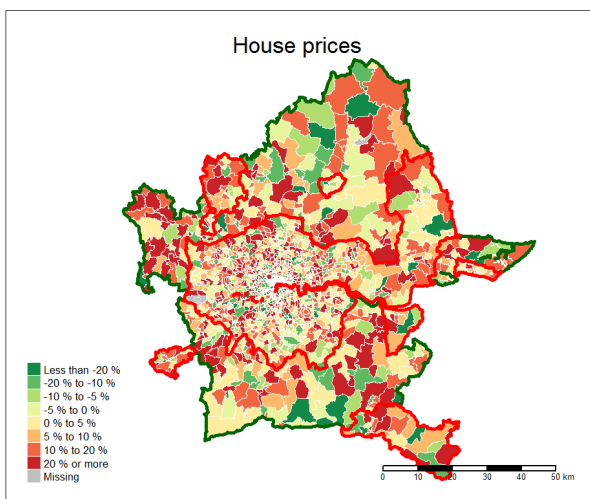 House prices
Less than -20 %
-20 % to -10 %
-10 % to -5 %
-5 % to 0 %
0 % to 5 %
5 % to 10 %
10 % to 20 %
20 % or more
Missing
0 10 20 30 40 50 km